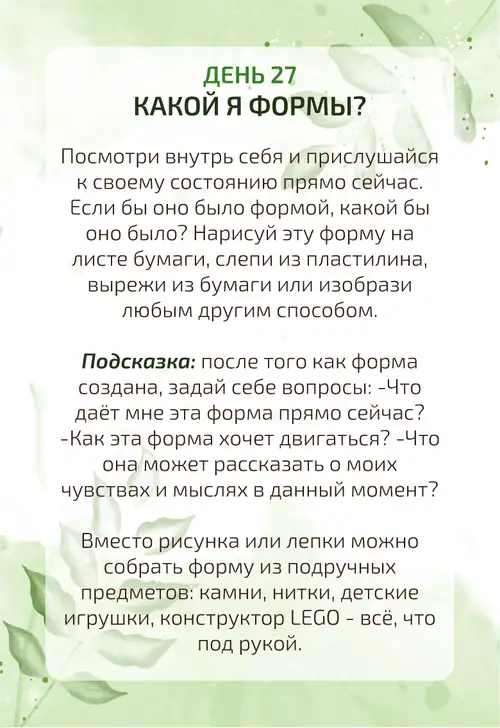 ДЕНЬ 27
КАКОЙ Я ФОРМЫ?
Посмотри внутрь себя и прислушайся
к своему состоянию прямо сейчас.
Если бы оно было формой, какой бы
оно было? Нарисуй эту форму на
листе бумаги, слепи из пластилина,
вырежи из бумаги или изобрази
любым другим способом.
Подсказка: после того как форма
создана, задай себе вопросы: -Что
даёт мне эта форма прямо сейчас?
-Как эта форма хочет двигаться? -Что
она может рассказать о моих
чувствах и мыслях в данный момент?
Вместо рисунка или лепки можно
собрать форму из подручных
предметов: камни, нитки, детские
игрушки, конструктор LEGO - всё, что
под рукой.